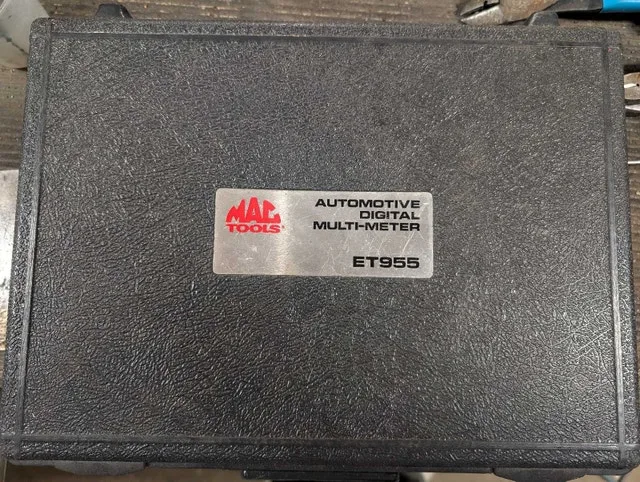 MAC
TOOLS®
AUTOMOTIVE
DIGITAL
MULTI-METER
ET955